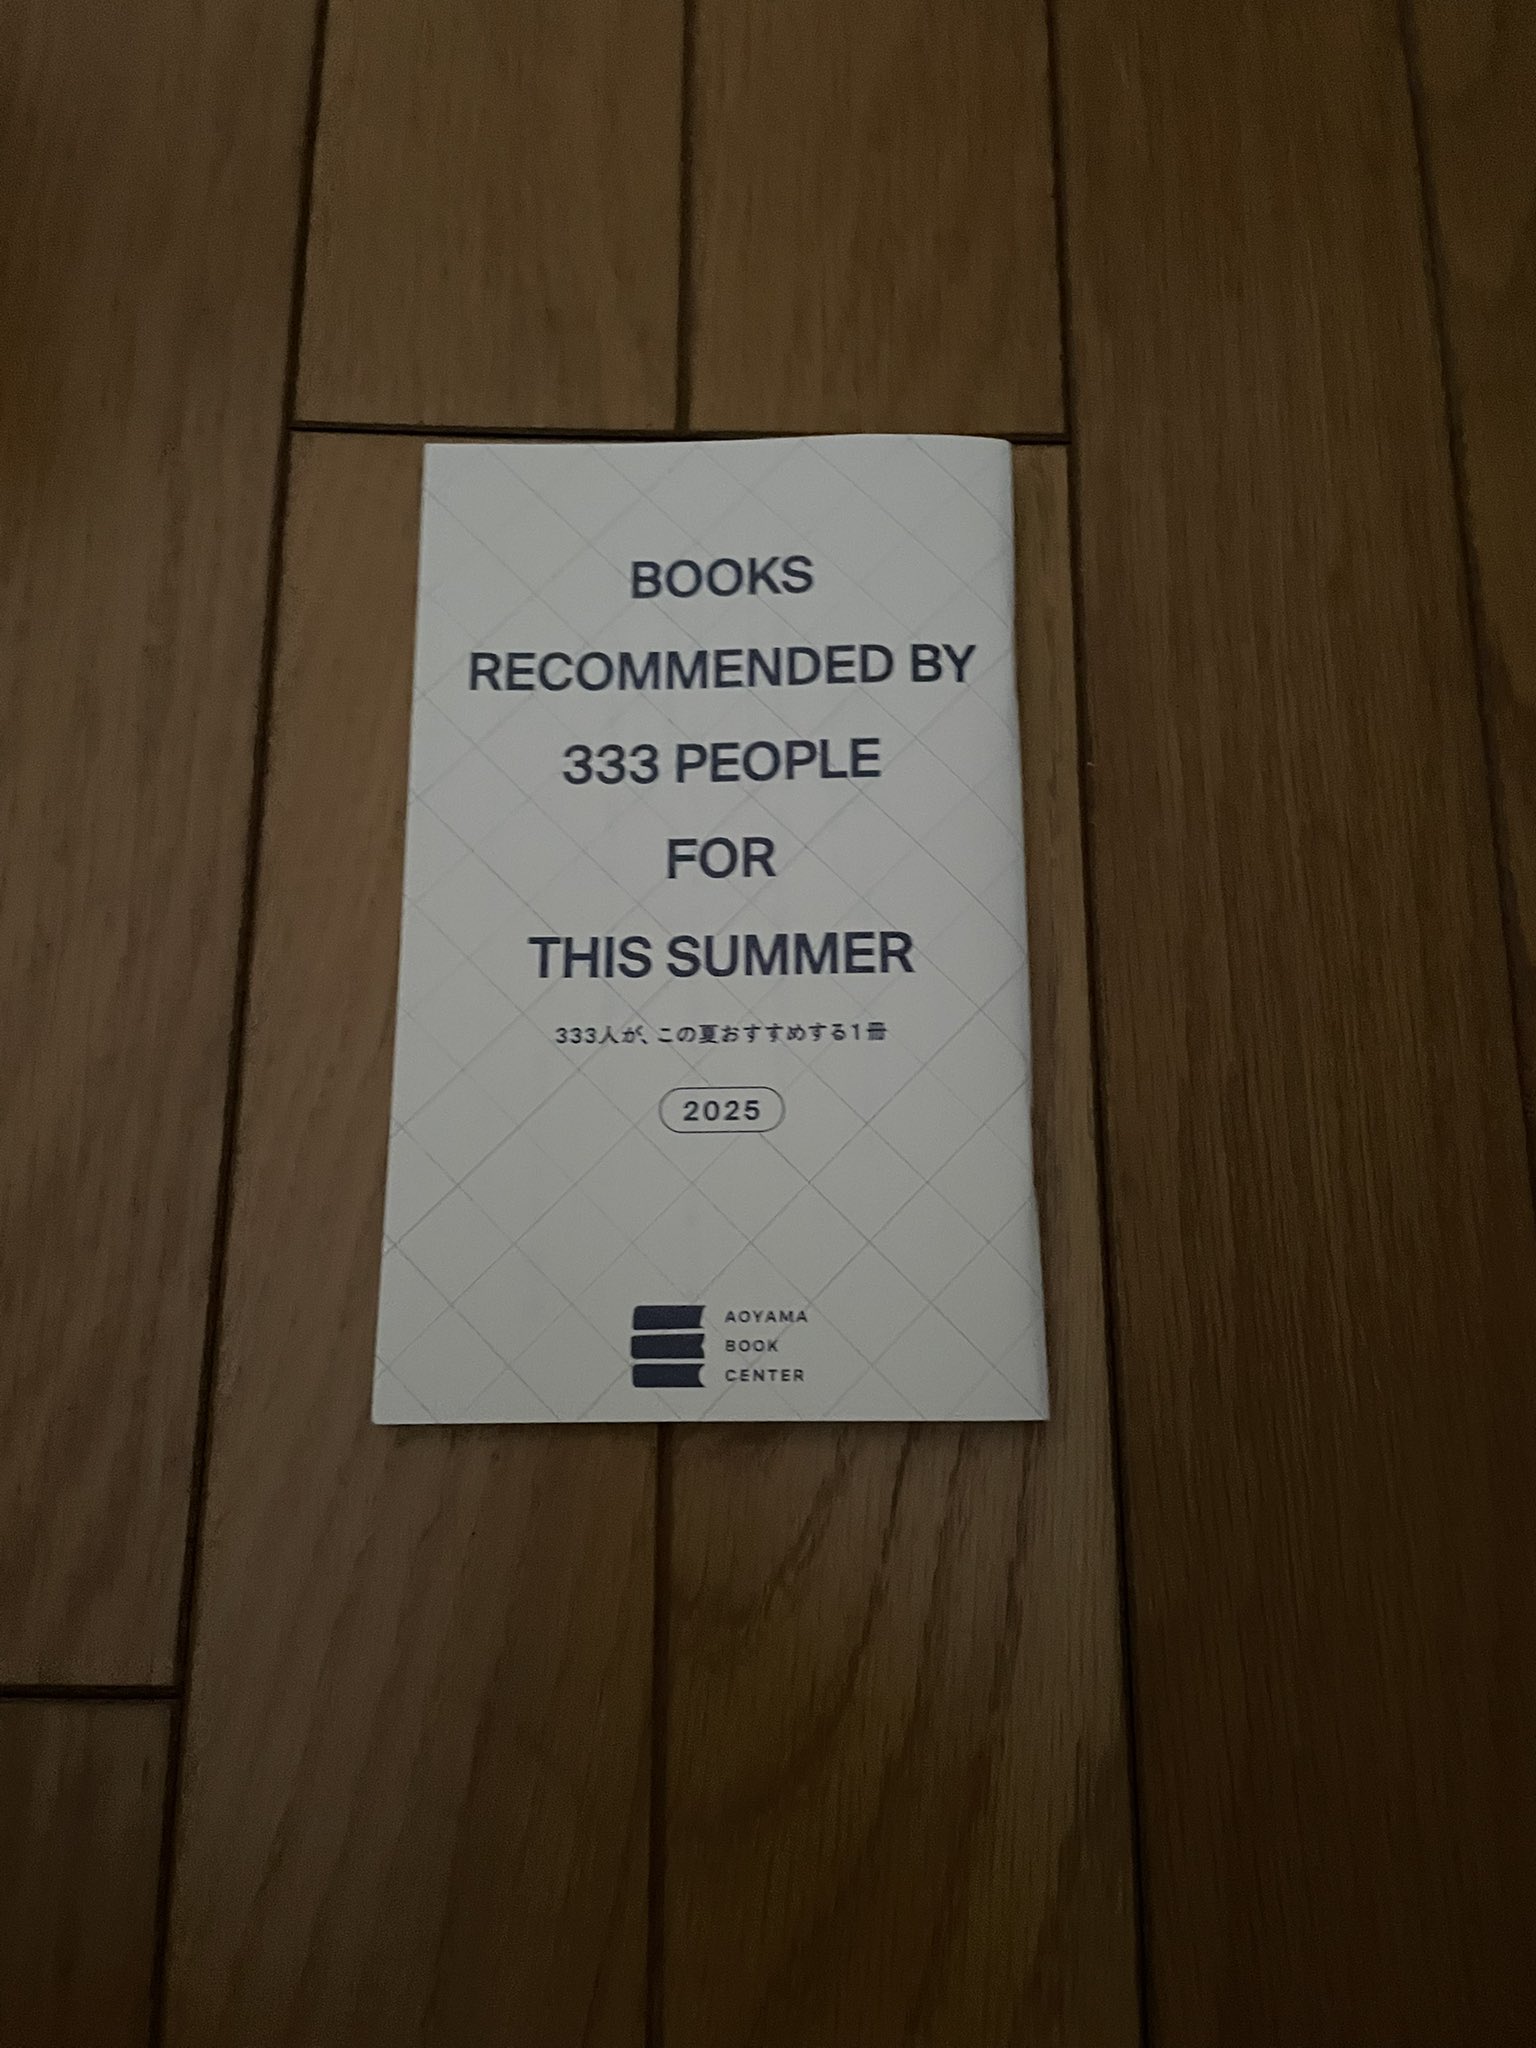 BOOKS
RECOMMENDED BY
333 PEOPLE
FOR
THIS SUMMER
333人が、この夏おすすめする1冊
2025
AOYAMA
BOOK
CENTER